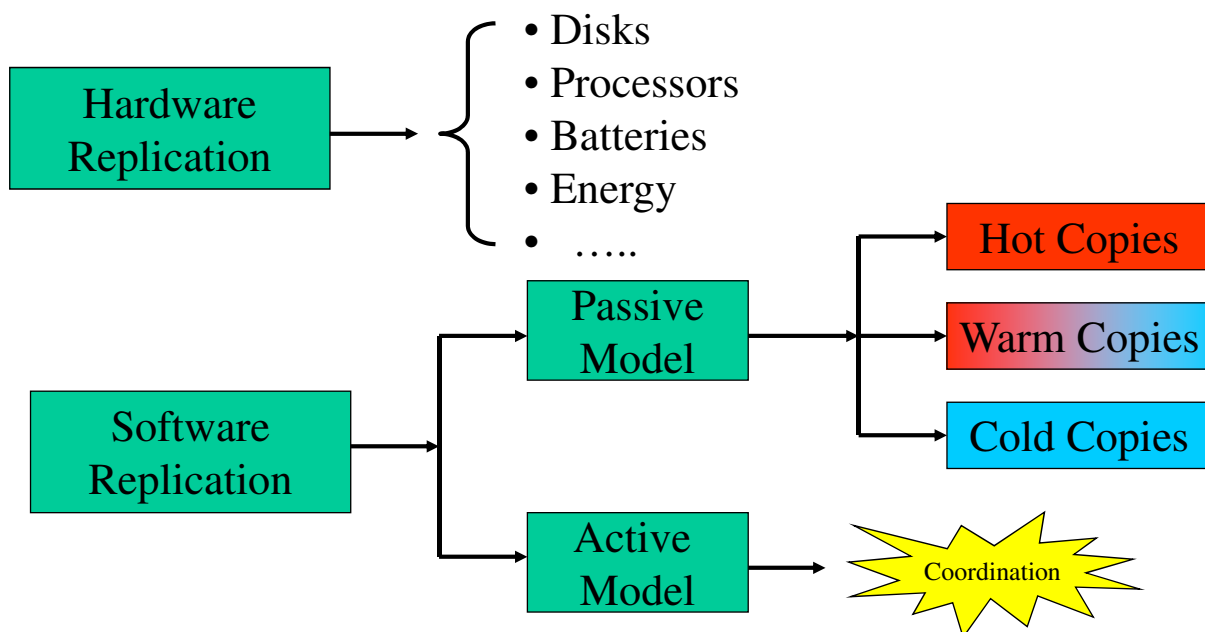 Hardware
Replication
• Disks
• Processors
• Batteries
• Energy
• …..
Software
Replication
Passive
Model
Hot Copies
Warm Copies
Cold Copies
Active
Model
Coordination